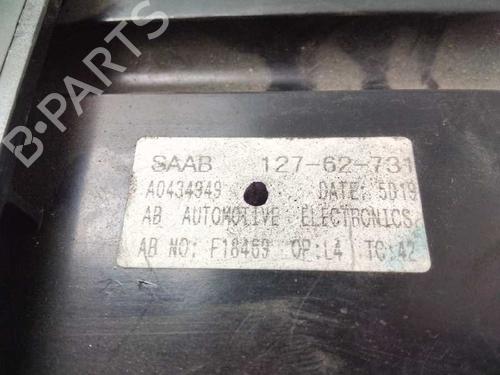 B-PARTS
SAAB 127-62-731
A0434949 DATE: 5D19
AB AUTOMOTIVE ELECTRONICS
AB NO: F18469 OP:L4 TC:42